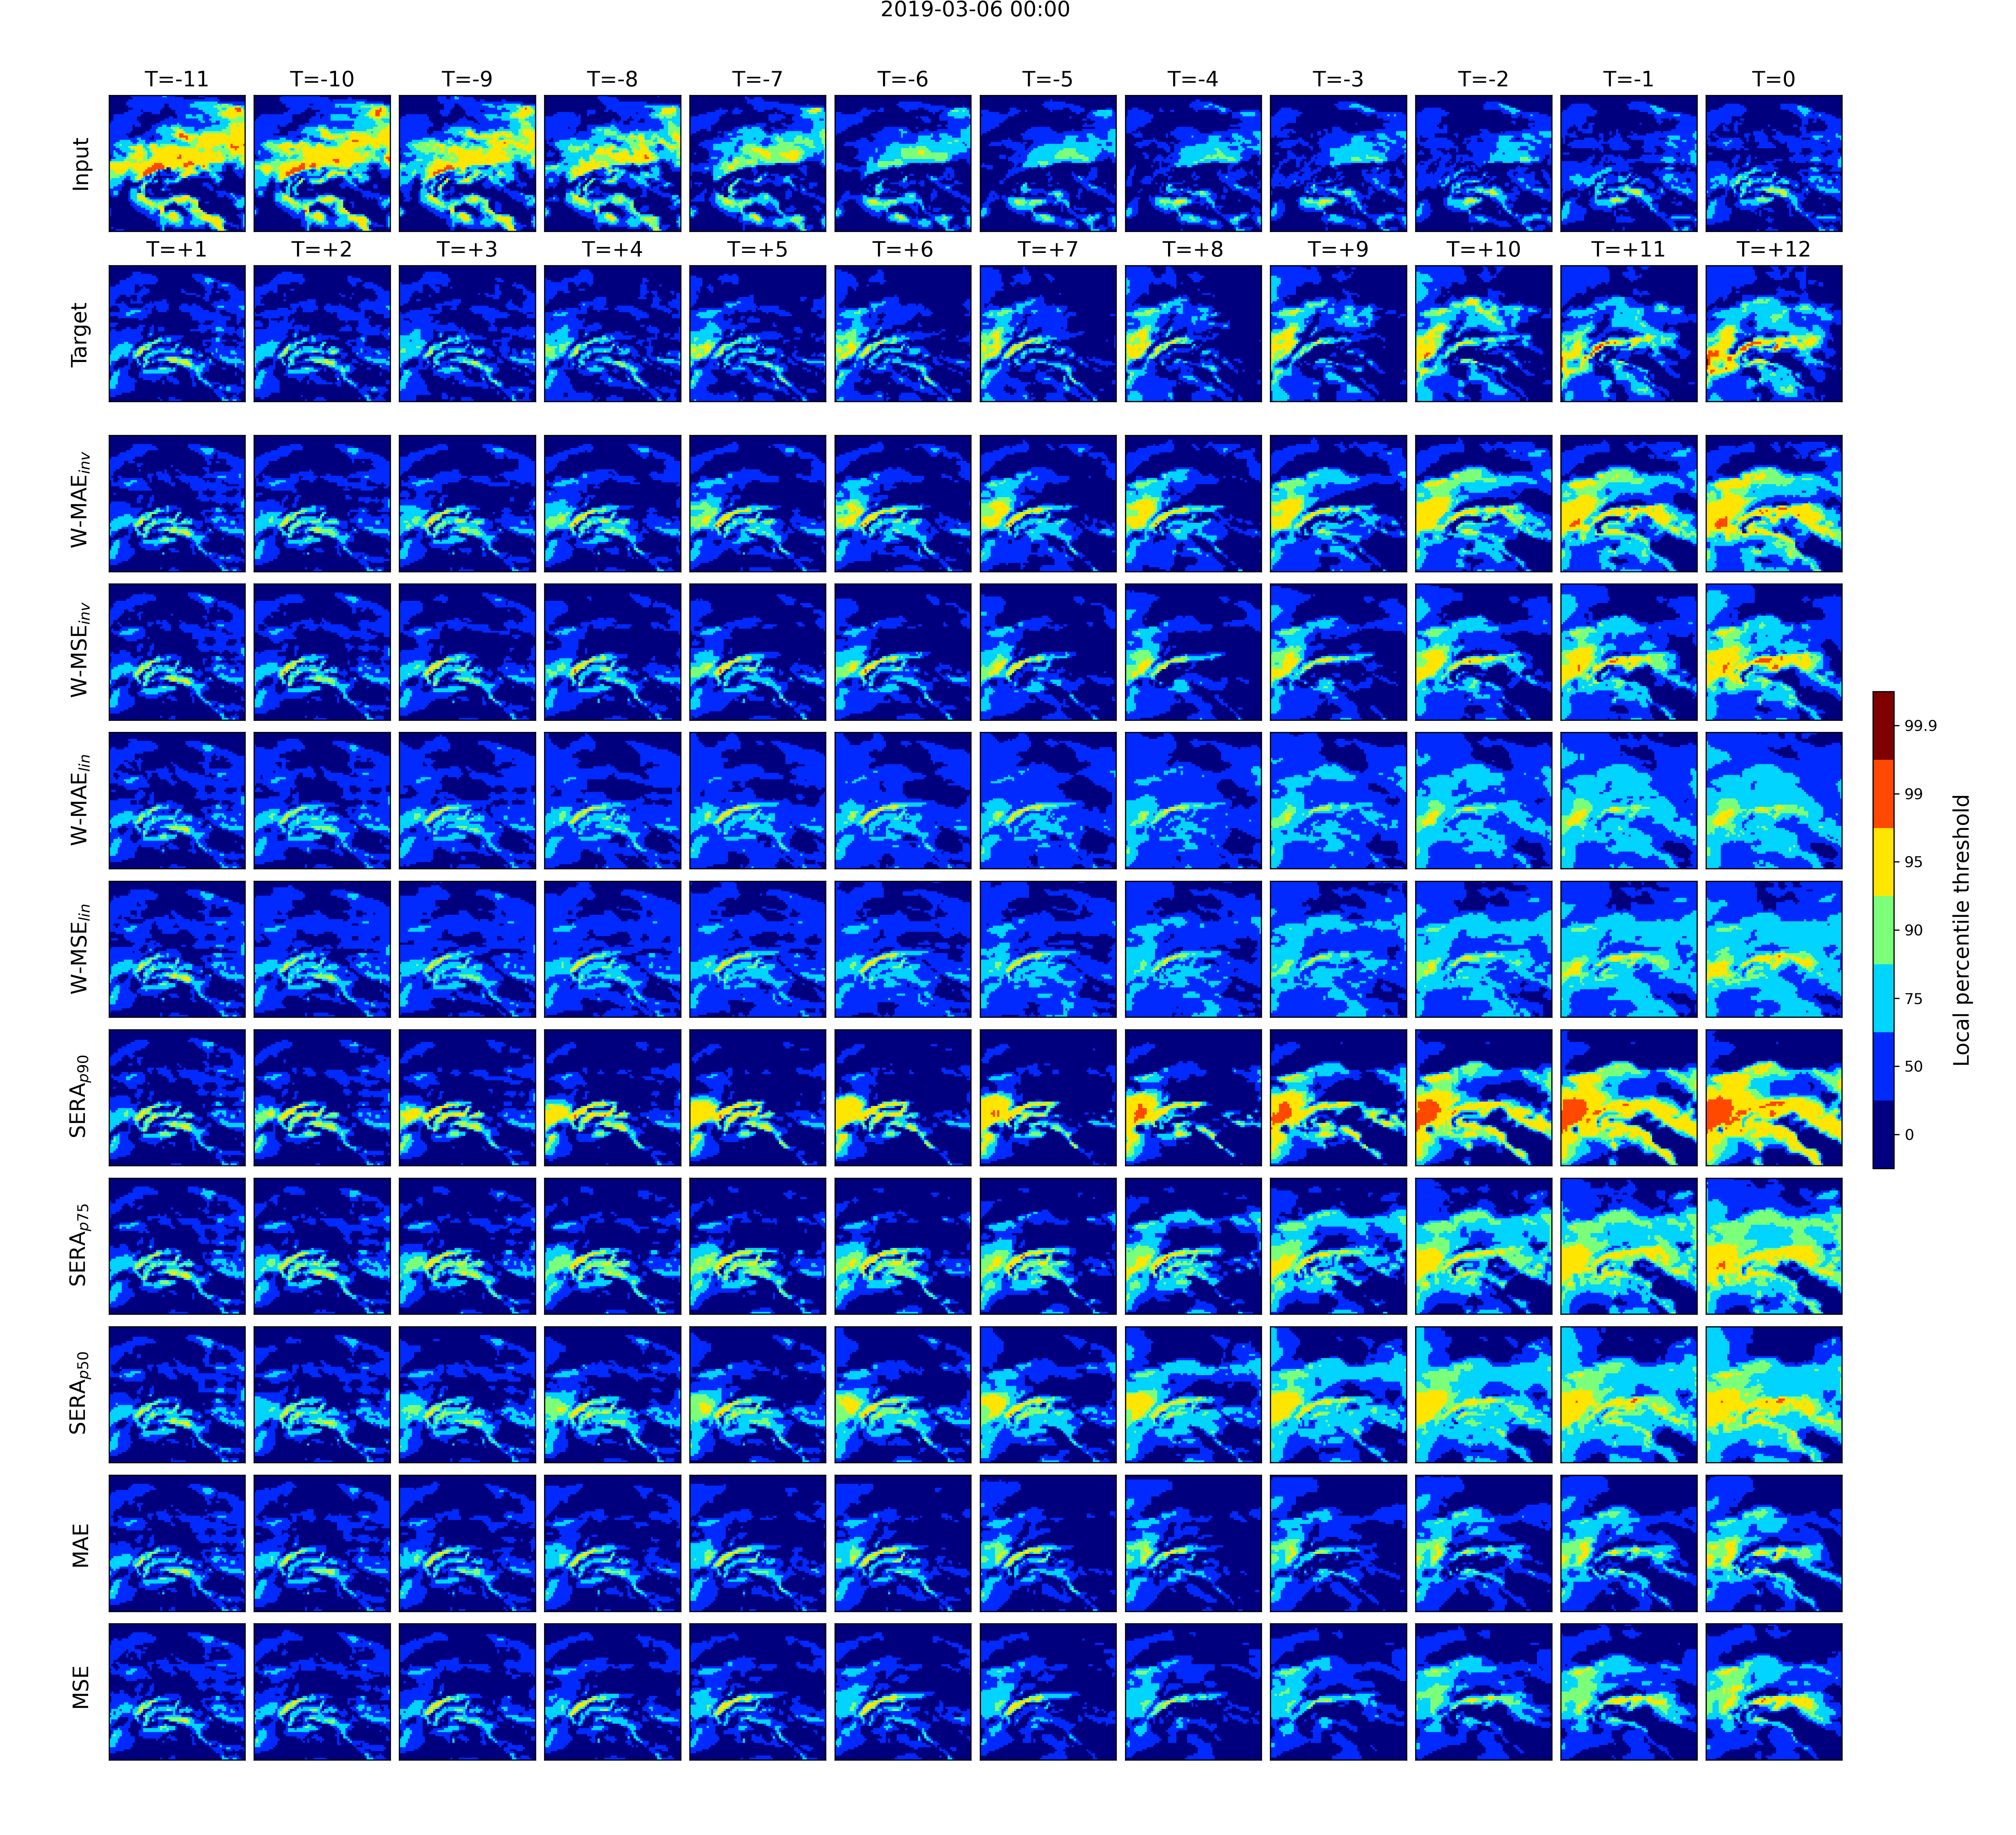 2019-03-06 00:00
T=-11 T=-10 T=-9 T=-8 T=-7 T=-6 T=-5 T=-4 T=-3 T=-2 T=-1 T=0
Input
T=+1 T=+2 T=+3 T=+4 T=+5 T=+6 T=+7 T=+8 T=+9 T=+10 T=+11 T=+12
Target
W-MAEinv
W-MSEinv
W-MAElin
W-MSElin
SERAp90
SERAp75
SERAp50
MAE
MSE
99.9
99
95
90
75
50
0
Local percentile threshold